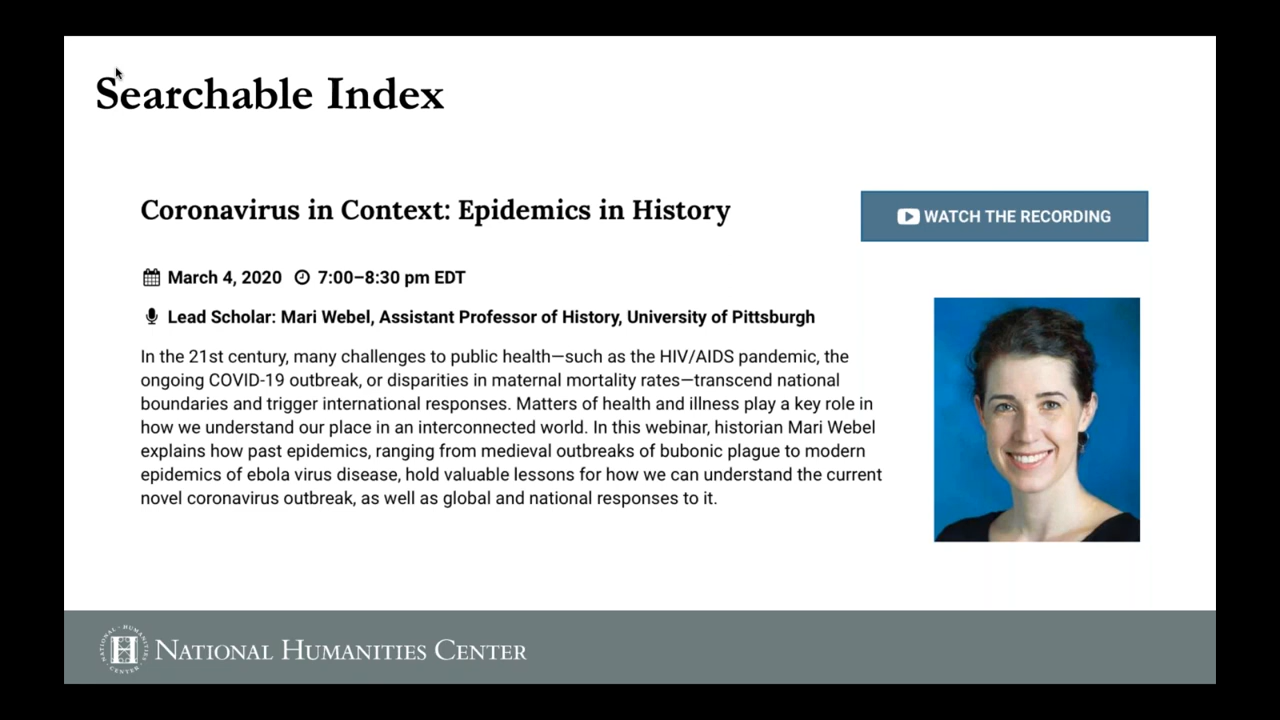 Searchable Index
Coronavirus in Context: Epidemics in History
WATCH THE RECORDING
March 4, 2020 7:00–8:30 pm EDT
Lead Scholar: Mari Webel, Assistant Professor of History, University of Pittsburgh
In the 21st century, many challenges to public health—such as the HIV/AIDS pandemic, the
ongoing COVID-19 outbreak, or disparities in maternal mortality rates—transcend national
boundaries and trigger international responses. Matters of health and illness play a key role in
how we understand our place in an interconnected world. In this webinar, historian Mari Webel
explains how past epidemics, ranging from medieval outbreaks of bubonic plague to modern
epidemics of ebola virus disease, hold valuable lessons for how we can understand the current
novel coronavirus outbreak, as well as global and national responses to it.
NATIONAL HUMANITIES CENTER
NATIONAL HUMANITIES CENTER